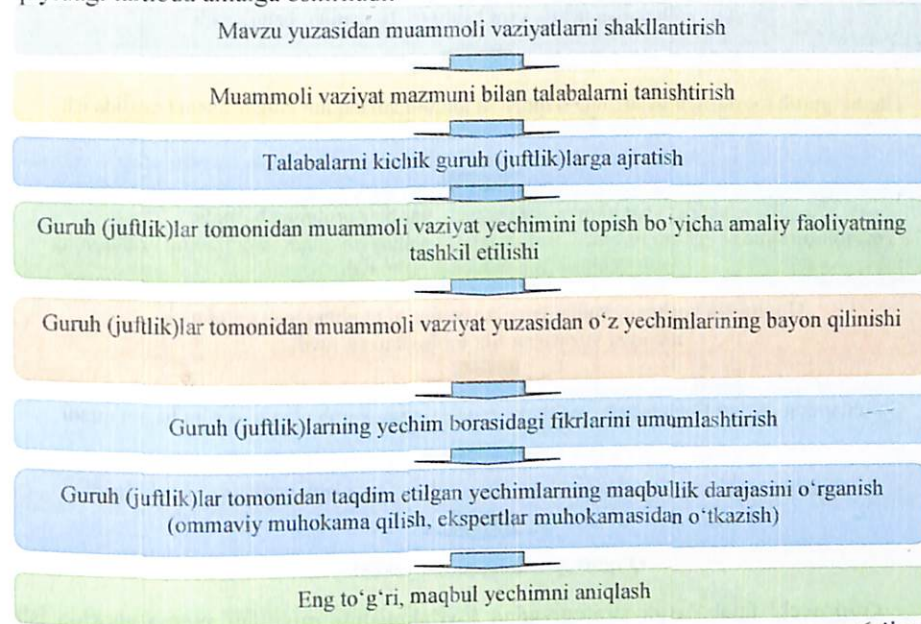 Mavzu yuzasidan muammoli vaziyatlarni shakllantirish
Muammoli vaziyat mazmuni bilan talabalarni tanishtirish
Talabalarni kichik guruh (juftlik)larga ajratish
Guruh (juftlik)lar tomonidan muammoli vaziyat yechimini topish bo‘yicha amaliy faoliyatning
tashkil etilishi
Guruh (juftlik)lar tomonidan muammoli vaziyat yuzasidan o‘z yechimlarining bayon qilinishi
Guruh (juftlik)larning yechim borasidagi fikrlarini umumlashtirish
Guruh (juftlik)lar tomonidan taqdim etilgan yechimlarning maqbullik darajasini o‘rganish
(ommaviy muhokama qilish, ekspertlar muhokamasidan o‘tkazish)
Eng to‘g‘ri, maqbul yechimni aniqlash